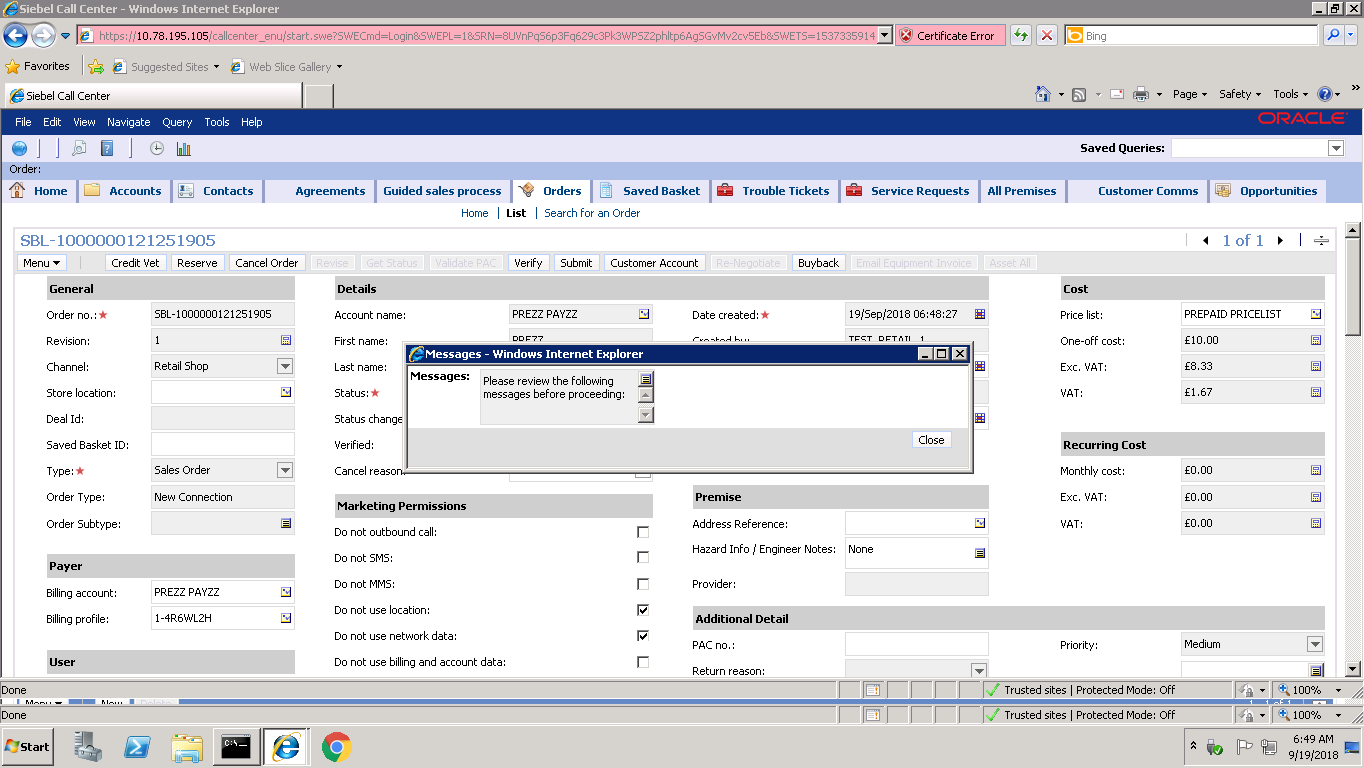 Siebel Call Center - Windows Internet Explorer
https://10.78.195.105/callcenter_enu/start.swe?SWECmd=Login&SWEPL=1&SRN=8UVnPqS6p3Fq629c3Pk3WPSZ2phltp6AgSGvMv2cv5Eb&SWETS=1537335914
Certificate Error
Bing
Favorites
Suggested Sites
Web Slice Gallery
Siebel Call Center
Page
Safety
Tools
File Edit View Navigate Query Tools Help
ORACLE
Saved Queries:
Order:
Home
Accounts
Contacts
Agreements
Guided sales process
Orders
Saved Basket
Trouble Tickets
Service Requests
All Premises
Customer Comms
Opportunities
Home | List | Search for an Order
SBL-1000000121251905
1 of 1
Menu
Credit Vet
Reserve
Cancel Order
Revise
Get Status
Validate PAC
Verify
Submit
Customer Account
Re-Negotiate
Buyback
Email Equipment Invoice
Asset All
General
Order no.:★ SBL-1000000121251905
Revision: 1
Channel: Retail Shop
Store location:
Deal Id:
Saved Basket ID:
Type:★ Sales Order
Order Type: New Connection
Order Subtype:
Payer
Billing account: PREZZ PAYZZ
Billing profile: 1-4R6WL2H
User
Details
Account name: PREZZ PAYZZ
First name: PREZZ
Last name:
Status:★
Status change
Verified:
Cancel reason:
Date created:★ 19/Sep/2018 06:48:27
Created by: TEST_RETAIL_1
Messages - Windows Internet Explorer
Messages:
Please review the following
messages before proceeding:
Close
Marketing Permissions
Do not outbound call:
Do not SMS:
Do not MMS:
Do not use location:
Do not use network data:
Do not use billing and account data:
Premise
Address Reference:
Hazard Info / Engineer Notes: None
Provider:
Additional Detail
PAC no.:
Return reason:
Priority: Medium
Cost
Price list: PREPAID PRICELIST
One-off cost: £10.00
Exc. VAT: £8.33
VAT: £1.67
Recurring Cost
Monthly cost: £0.00
Exc. VAT: £0.00
VAT: £0.00
Done
Trusted sites | Protected Mode: Off
100%
Menu New Delete
1 - 1 of 1
Done
Trusted sites | Protected Mode: Off
100%
Start
6:49 AM
9/19/2018